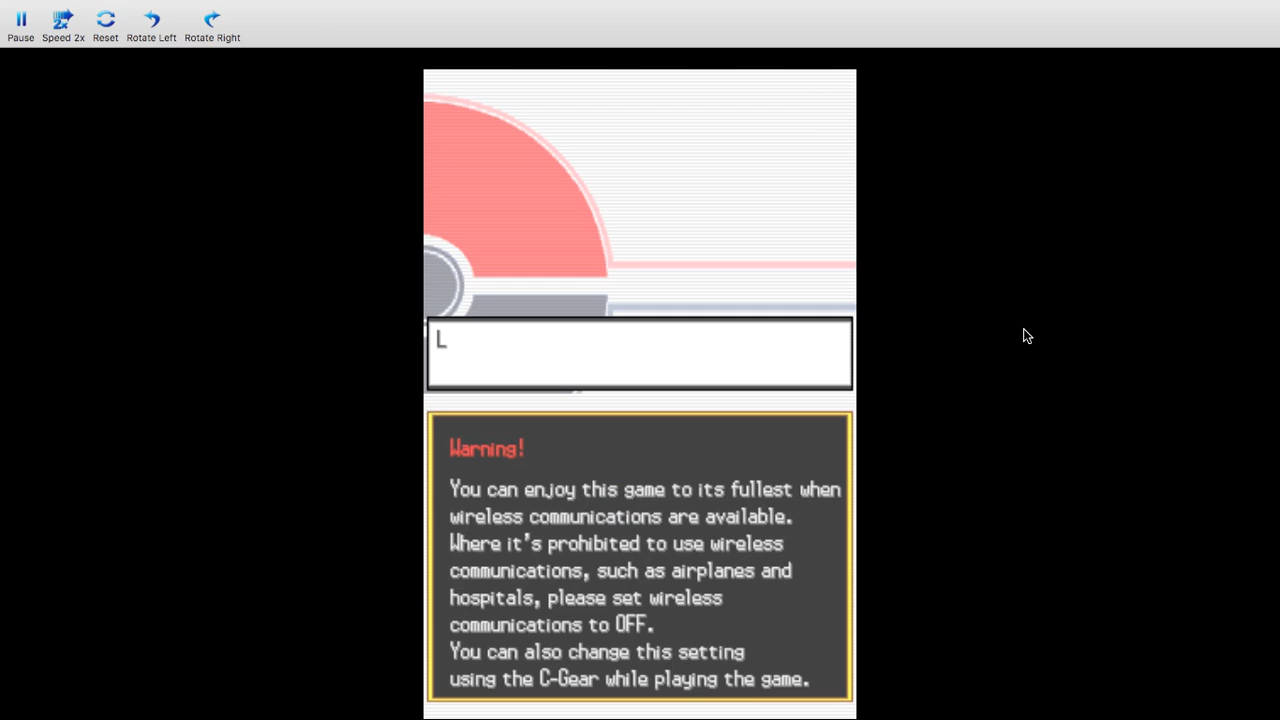 Pause Speed 2x Reset Rotate Left Rotate Right
L
Warning!
You can enjoy this game to its fullest when
wireless communications are available.
Where it's prohibited to use wireless
communications, such as airplanes and
hospitals, please set wireless
communications to OFF.
You can also change this setting
using the C-Gear while playing the game.